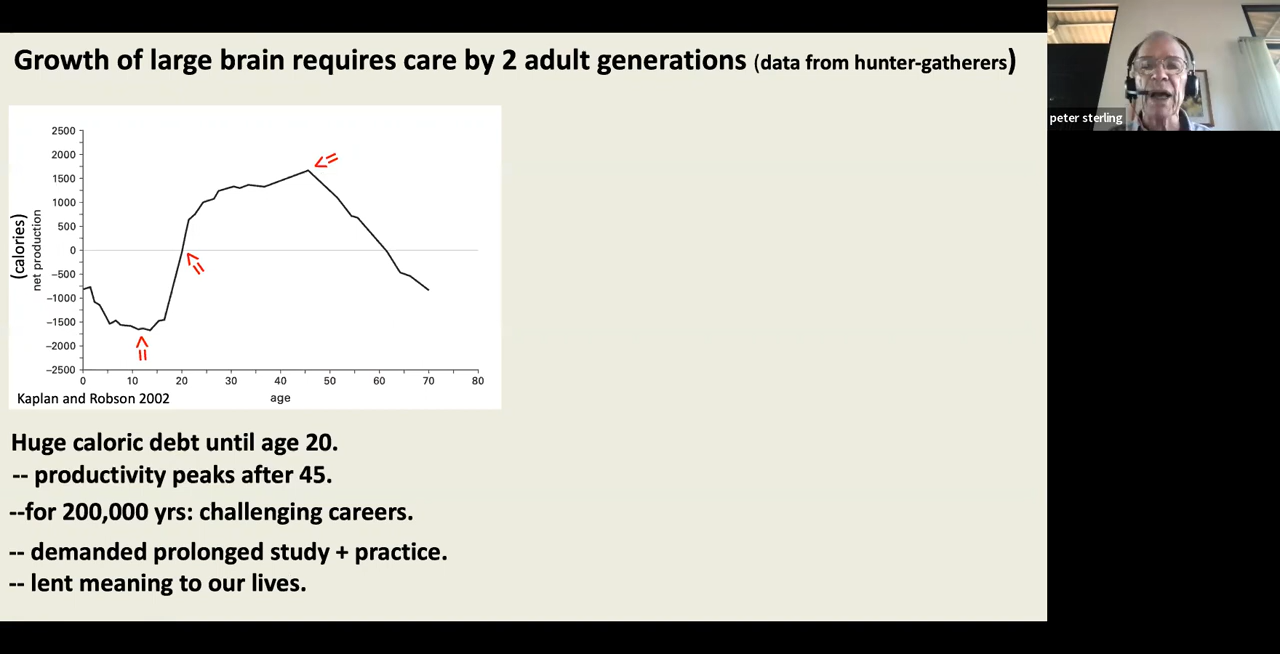 Growth of large brain requires care by 2 adult generations (data from hunter-gatherers)
peter sterling
(calories)
net production
2500
2000
1500
1000
500
0
−500
−1000
−1500
−2000
−2500
0 10 20 30 40 50 60 70 80
Kaplan and Robson 2002
age
Huge caloric debt until age 20.
-- productivity peaks after 45.
--for 200,000 yrs: challenging careers.
-- demanded prolonged study + practice.
-- lent meaning to our lives.